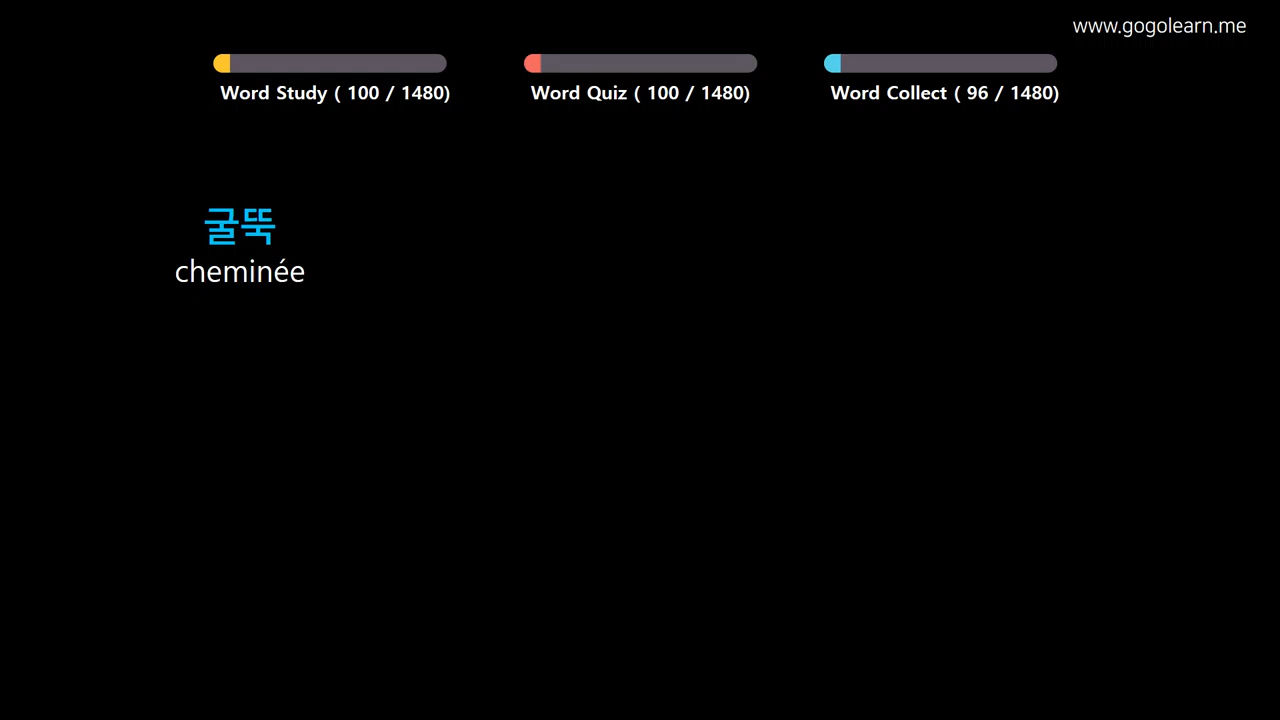 www.gogolearn.me
Word Study ( 100 / 1480)
Word Quiz ( 100 / 1480)
Word Collect ( 96 / 1480)
굴뚝
cheminée